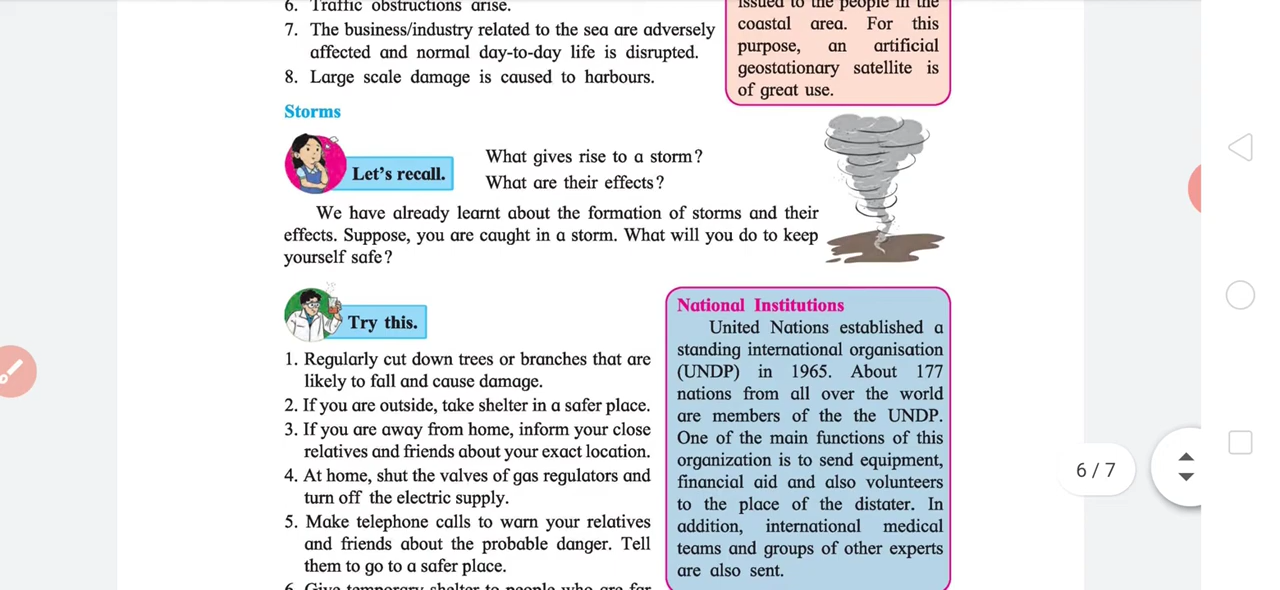 6. Traffic obstructions arise.
7. The business/industry related to the sea are adversely
affected and normal day-to-day life is disrupted.
8. Large scale damage is caused to harbours.
issued to the people in the
coastal area. For this
purpose, an artificial
geostationary satellite is
of great use.
Storms
Let's recall.
What gives rise to a storm?
What are their effects?
We have already learnt about the formation of storms and their
effects. Suppose, you are caught in a storm. What will you do to keep
yourself safe?
Try this.
1. Regularly cut down trees or branches that are
likely to fall and cause damage.
2. If you are outside, take shelter in a safer place.
3. If you are away from home, inform your close
relatives and friends about your exact location.
4. At home, shut the valves of gas regulators and
turn off the electric supply.
5. Make telephone calls to warn your relatives
and friends about the probable danger. Tell
them to go to a safer place.
6. Give temporary shelter to people who are far
National Institutions
United Nations established a
standing international organisation
(UNDP) in 1965. About 177
nations from all over the world
are members of the the UNDP.
One of the main functions of this
organization is to send equipment,
financial aid and also volunteers
to the place of the distater. In
addition, international medical
teams and groups of other experts
are also sent.
6 / 7